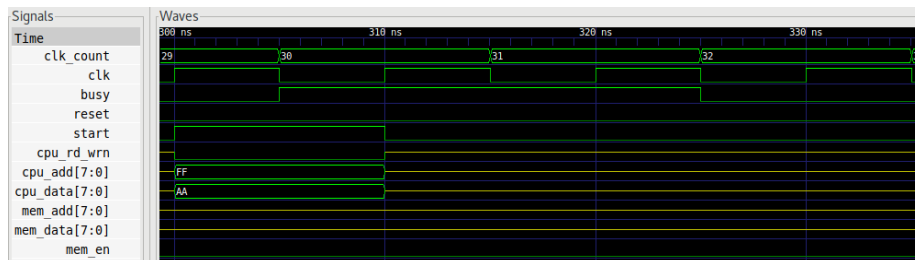 Signals
Waves
Time
300 ns 310 ns 320 ns 330 ns
clk_count
29 30 31 32
clk
busy
reset
start
cpu_rd_wrn
cpu_add[7:0]
FF
cpu_data[7:0]
AA
mem_add[7:0]
mem_data[7:0]
mem_en